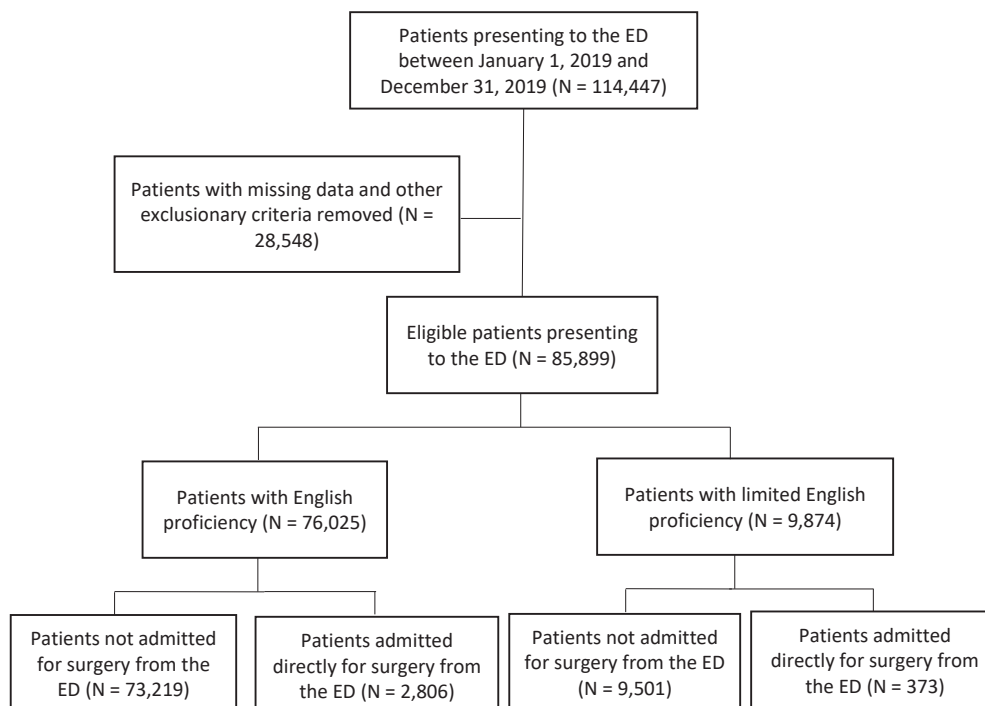 Patients presenting to the ED
between January 1, 2019 and
December 31, 2019 (N = 114,447)
Patients with missing data and other
exclusionary criteria removed (N =
28,548)
Eligible patients presenting
to the ED (N = 85,899)
Patients with English
proficiency (N = 76,025)
Patients with limited English
proficiency (N = 9,874)
Patients not admitted
for surgery from the
ED (N = 73,219)
Patients admitted
directly for surgery from
the ED (N = 2,806)
Patients not admitted
for surgery from the ED
(N = 9,501)
Patients admitted
directly for surgery from
the ED (N = 373)